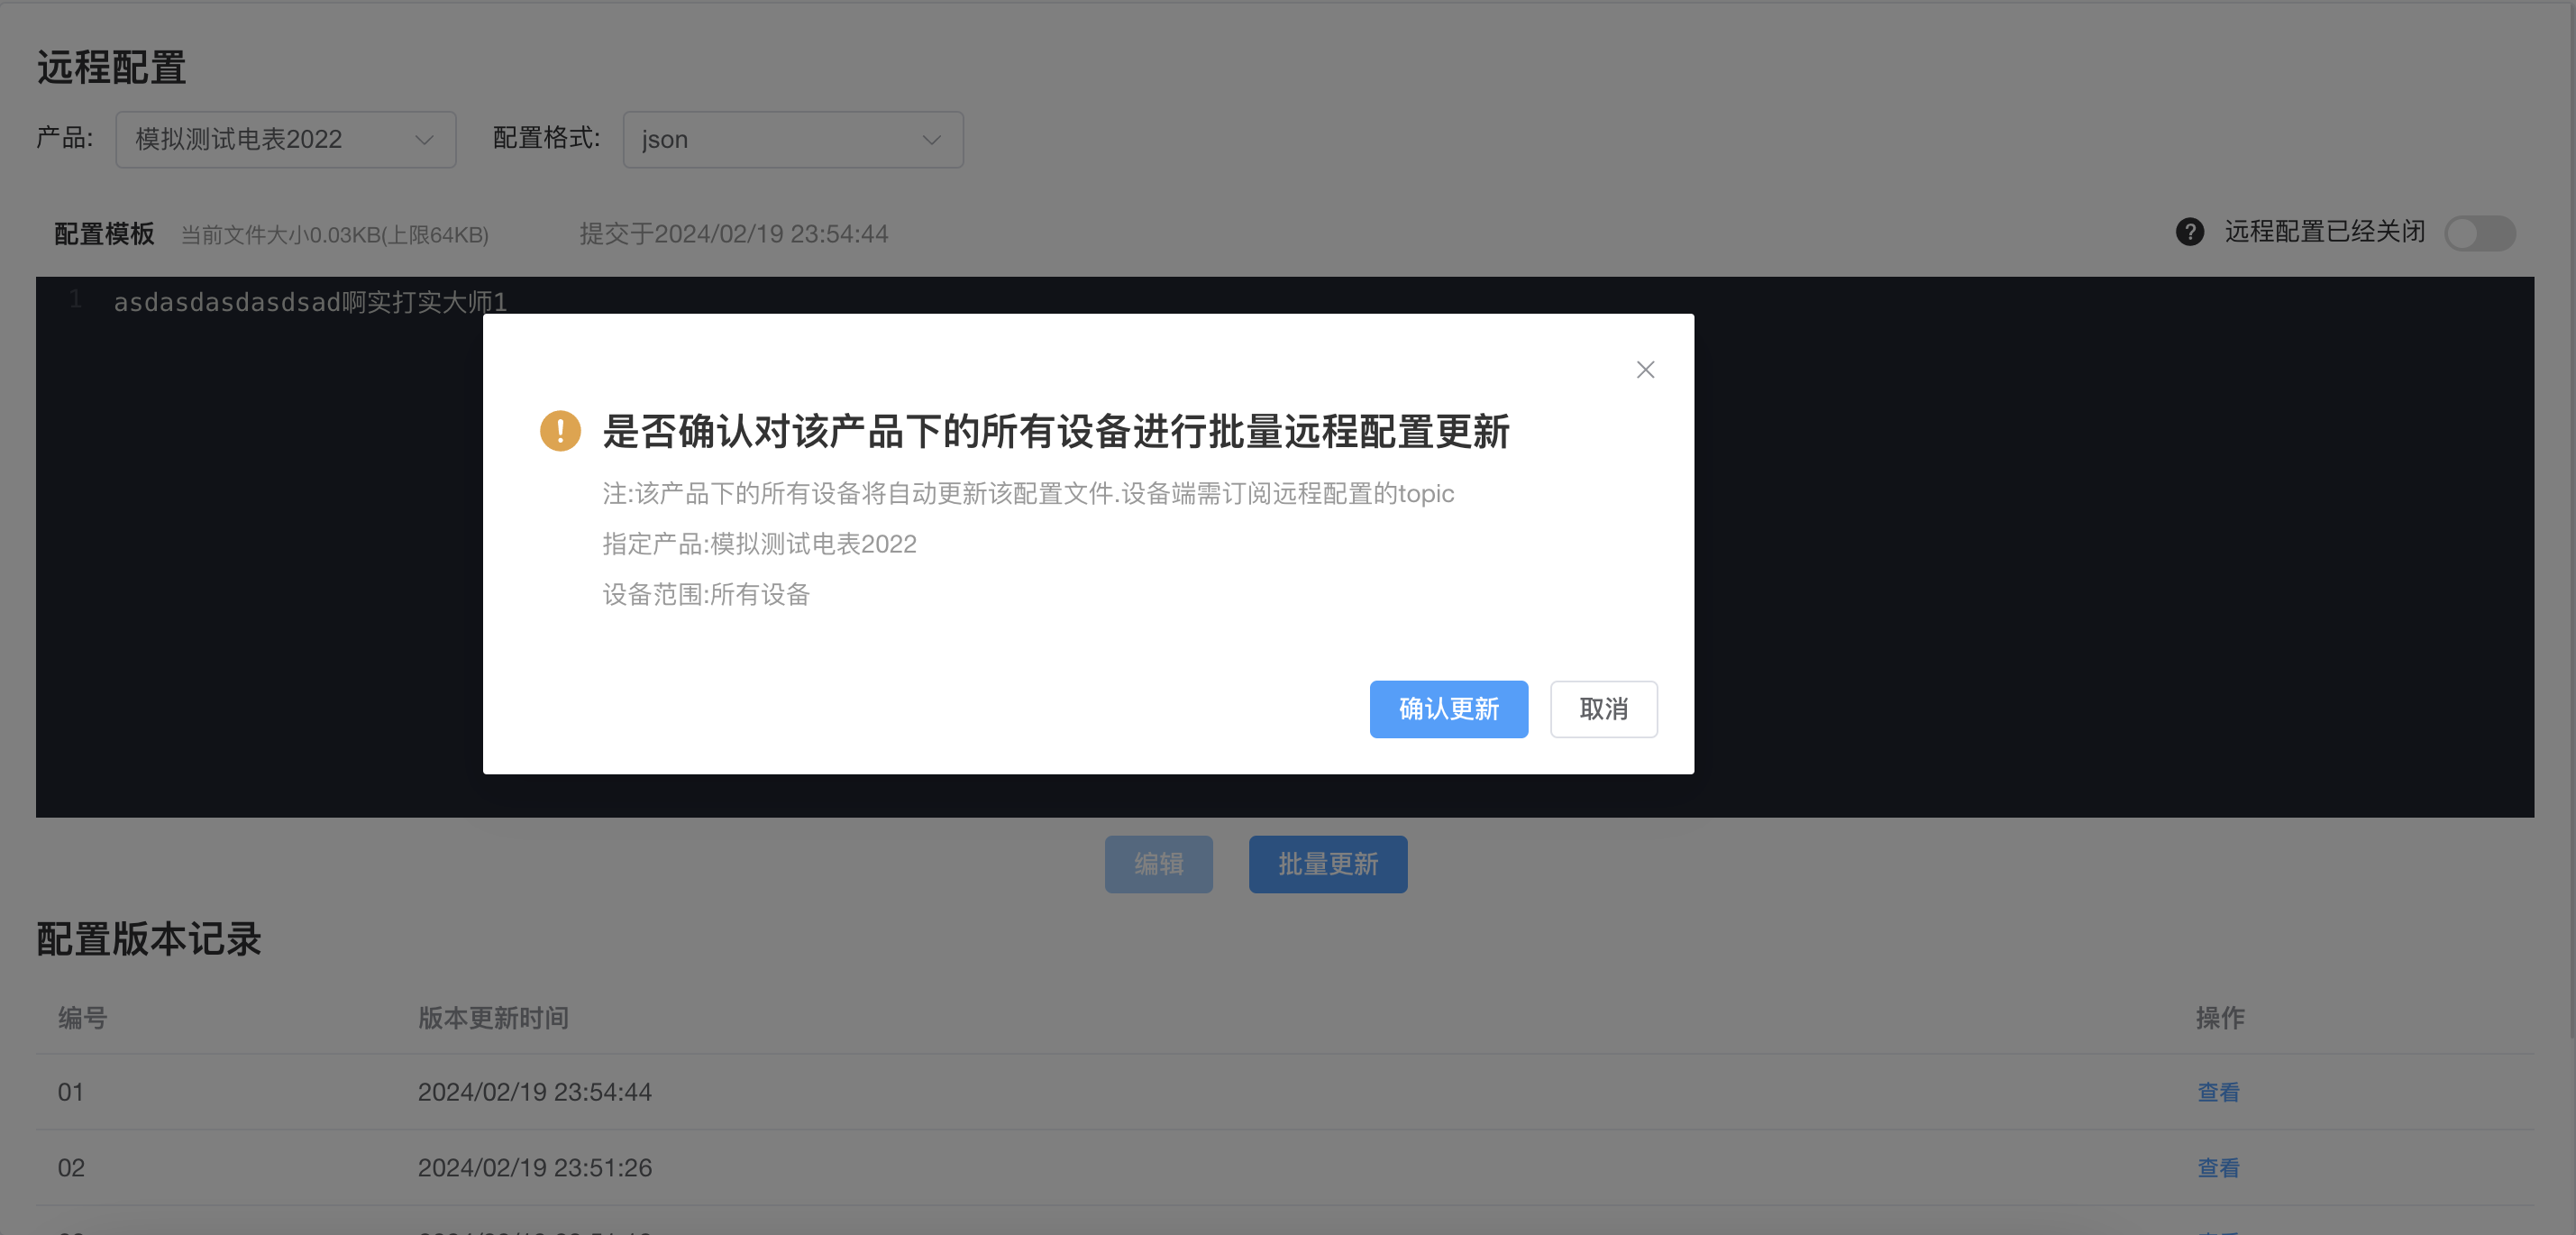 远程配置
产品: 模拟测试电表2022 配置格式: json
配置模板 当前文件大小0.03KB(上限64KB) 提交于2024/02/19 23:54:44 ? 远程配置已经关闭
1 asdasdasdasdsad啊实打实大师1
是否确认对该产品下的所有设备进行批量远程配置更新
注:该产品下的所有设备将自动更新该配置文件.设备端需订阅远程配置的topic
指定产品:模拟测试电表2022
设备范围:所有设备
确认更新 取消
编辑 批量更新
配置版本记录
编号 版本更新时间 操作
01 2024/02/19 23:54:44 查看
02 2024/02/19 23:51:26 查看